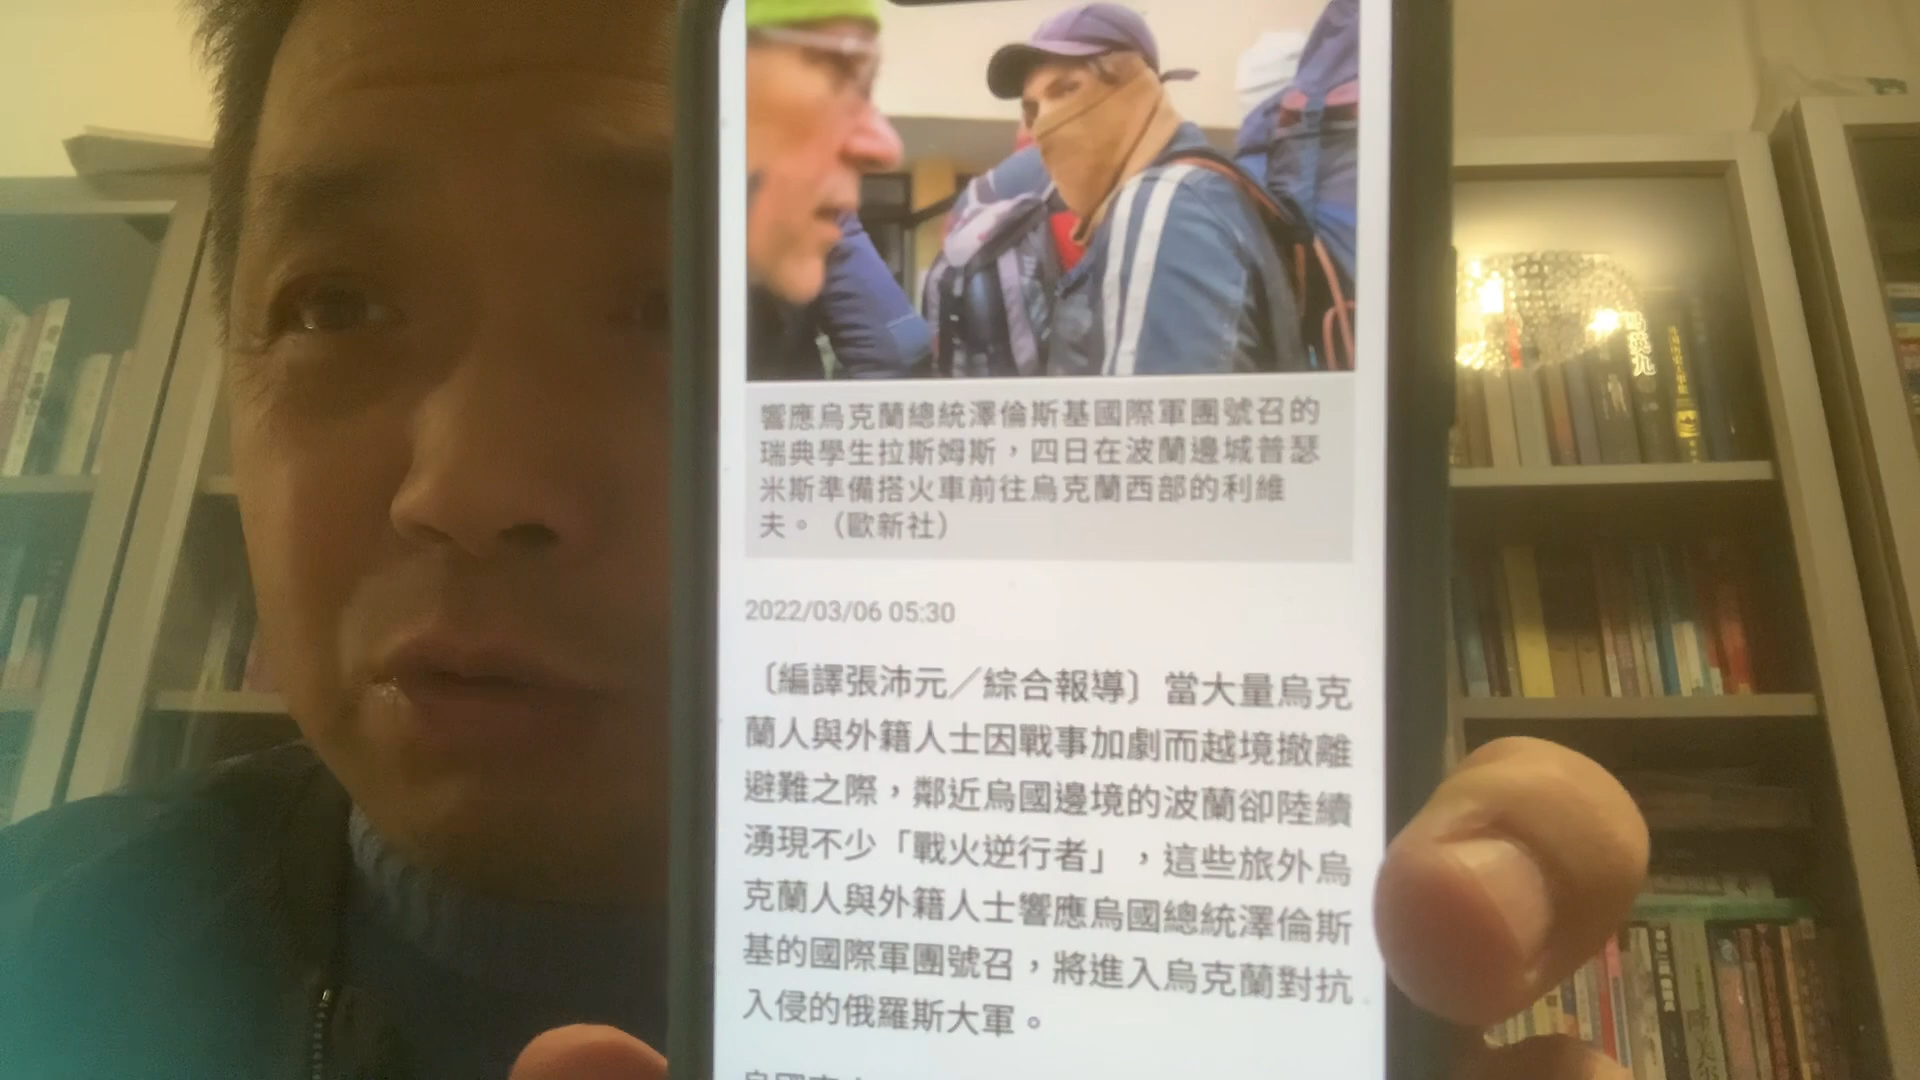 響應烏克蘭總統澤倫斯基國際軍團號召的
瑞典學生拉斯姆斯，四日在波蘭邊城普瑟
米斯準備搭火車前往烏克蘭西部的利維
夫。（歐新社）
2022/03/06 05:30
〔編譯張沛元／綜合報導〕當大量烏克
蘭人與外籍人士因戰事加劇而越境撤離
避難之際，鄰近烏國邊境的波蘭卻陸續
湧現不少「戰火逆行者」，這些旅外烏
克蘭人與外籍人士響應烏國總統澤倫斯
基的國際軍團號召，將進入烏克蘭對抗
入侵的俄羅斯大軍。
馬英九